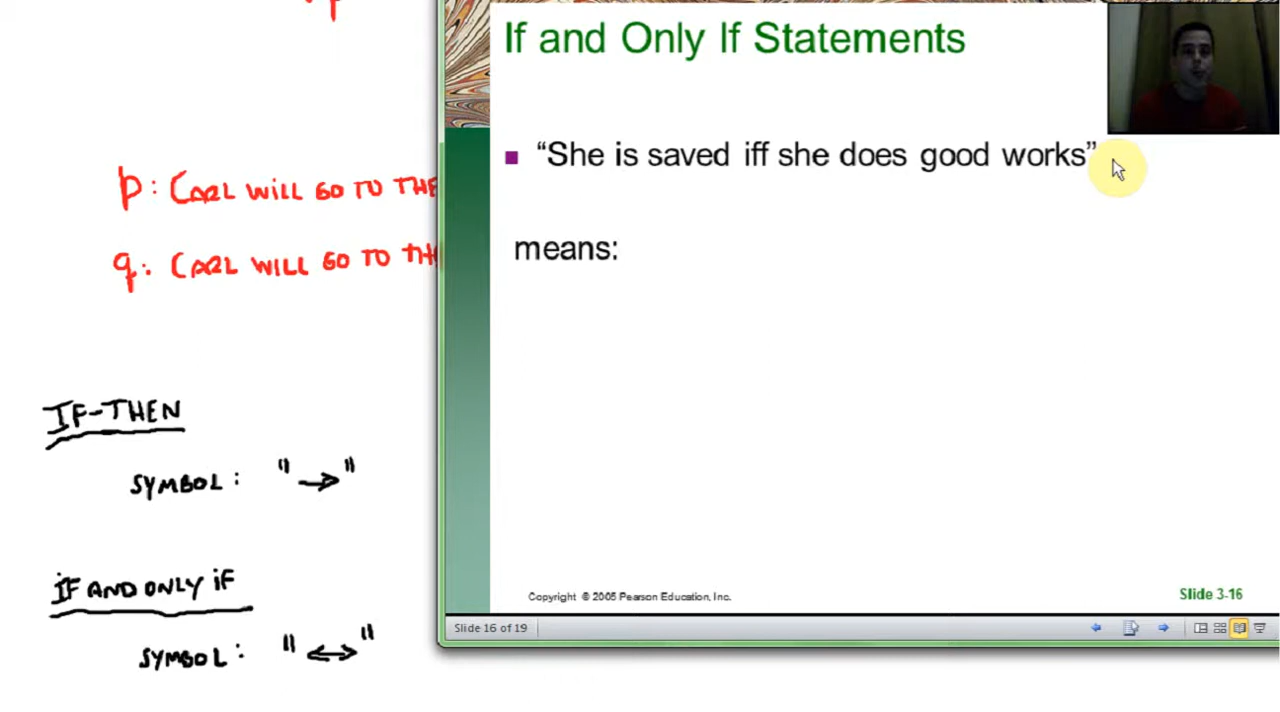 If and Only If Statements
“She is saved iff she does good works”
means:
p: CARL WILL GO TO THE
q: CARL WILL GO TO TH
IF-THEN
SYMBOL: "→"
IF AND ONLY IF
SYMBOL: "↔"
Copyright © 2005 Pearson Education, Inc.
Slide 3-16
Slide 16 of 19